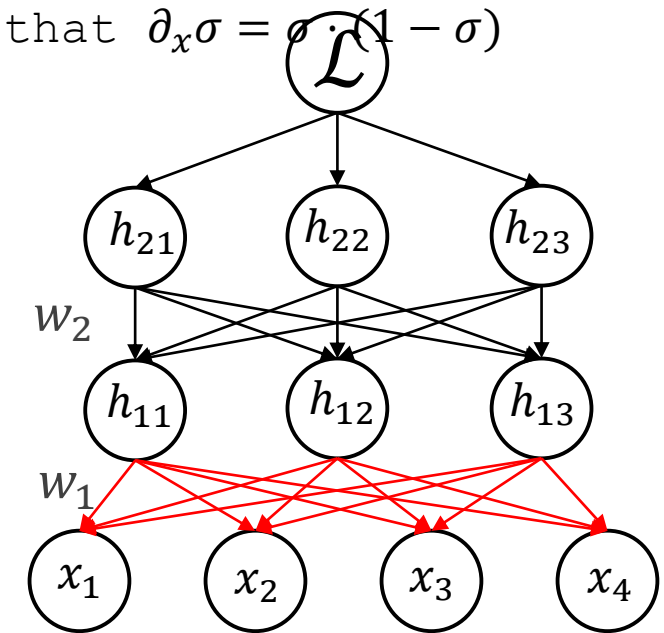 that ∂ₓσ = σ · (1 − σ)
ℒ
h₂₁ h₂₂ h₂₃
w₂
h₁₁ h₁₂ h₁₃
w₁
x₁ x₂ x₃ x₄